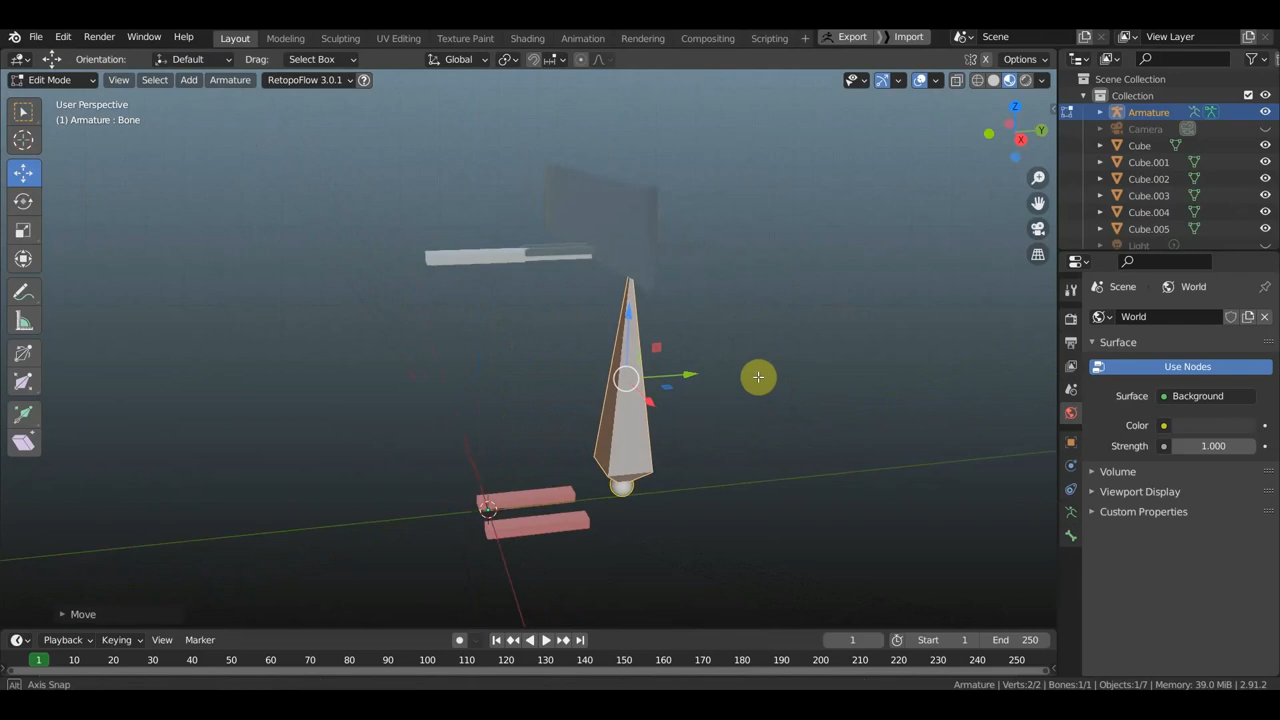 File Edit Render Window Help Layout Modeling Sculpting UV Editing Texture Paint Shading Animation Rendering Compositing Scripting + Export Import Scene View Layer
Orientation: Default Drag: Select Box Global Options
Edit Mode View Select Add Armature RetopoFlow 3.0.1
User Perspective
(1) Armature : Bone
X
Z
Y
X
Scene Collection
Collection
Armature
Camera
Cube
Cube.001
Cube.002
Cube.003
Cube.004
Cube.005
Light
Scene World
World
Surface
Use Nodes
Surface Background
Color
Strength 1.000
Volume
Viewport Display
Custom Properties
Move
Playback Keying View Marker 1 Start 1 End 250
1 10 20 30 40 50 60 70 80 90 100 110 120 130 140 150 160 170 180 190 200 210 220 230 240 250
Alt Axis Snap Armature | Verts:2/2 | Bones:1/1 | Objects:1/7 | Memory: 39.0 MiB | 2.91.2